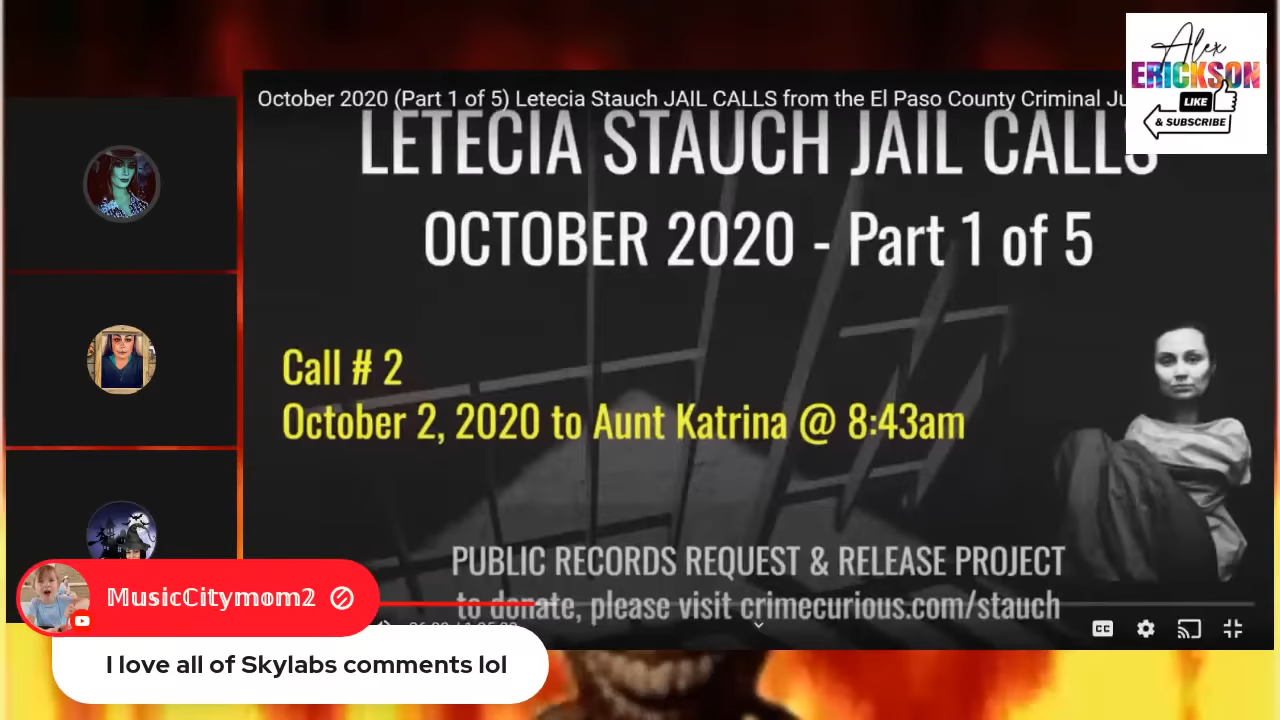 Alex
ERICKSON
LIKE
& SUBSCRIBE
October 2020 (Part 1 of 5) Letecia Stauch JAIL CALLS from the El Paso County Criminal
LETECIA STAUCH JAIL CALLS
OCTOBER 2020 - Part 1 of 5
Call # 2
October 2, 2020 to Aunt Katrina @ 8:43am
PUBLIC RECORDS REQUEST & RELEASE PROJECT
to donate, please visit crimecurious.com/stauch
CC
MusicCitymom2
I love all of Skylabs comments lol